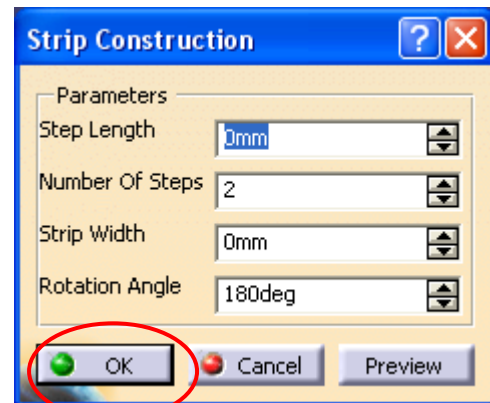 Strip Construction
Parameters
Step Length 0mm
Number Of Steps 2
Strip Width 0mm
Rotation Angle 180deg
OK Cancel Preview